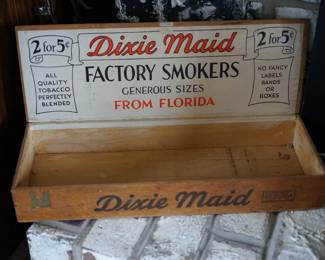 2 for 5¢
ALL
QUALITY
TOBACCO
PERFECTLY
BLENDED
Dixie Maid
FACTORY SMOKERS
GENEROUS SIZES
FROM FLORIDA
2 for 5¢
NO FANCY
LABELS
BANDS
OR
BOXES
Dixie Maid